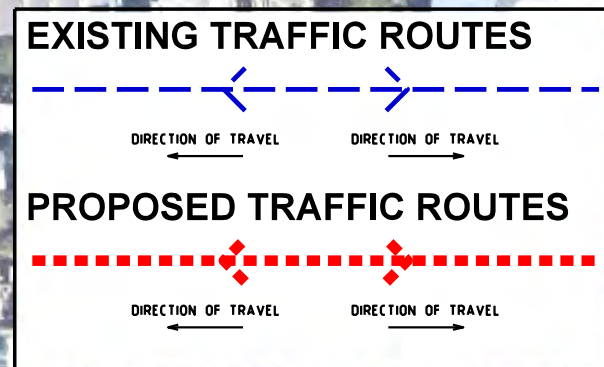 EXISTING TRAFFIC ROUTES
DIRECTION OF TRAVEL DIRECTION OF TRAVEL
PROPOSED TRAFFIC ROUTES
DIRECTION OF TRAVEL DIRECTION OF TRAVEL